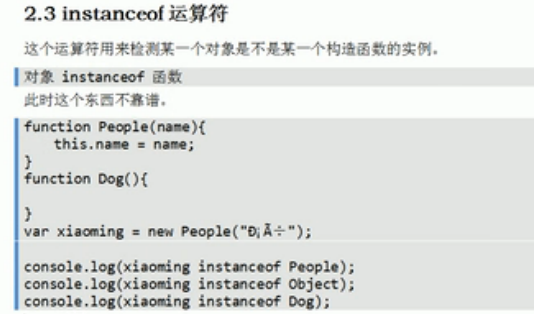 2.3 instanceof 运算符
这个运算符用来检测某一个对象是不是某一个构造函数的实例。
对象 instanceof 函数
此时这个东西不靠谱。
function People(name){
    this.name = name;
}
function Dog(){
}
var xiaoming = new People("Ð¡Ã÷");
console.log(xiaoming instanceof People);
console.log(xiaoming instanceof Object);
console.log(xiaoming instanceof Dog);